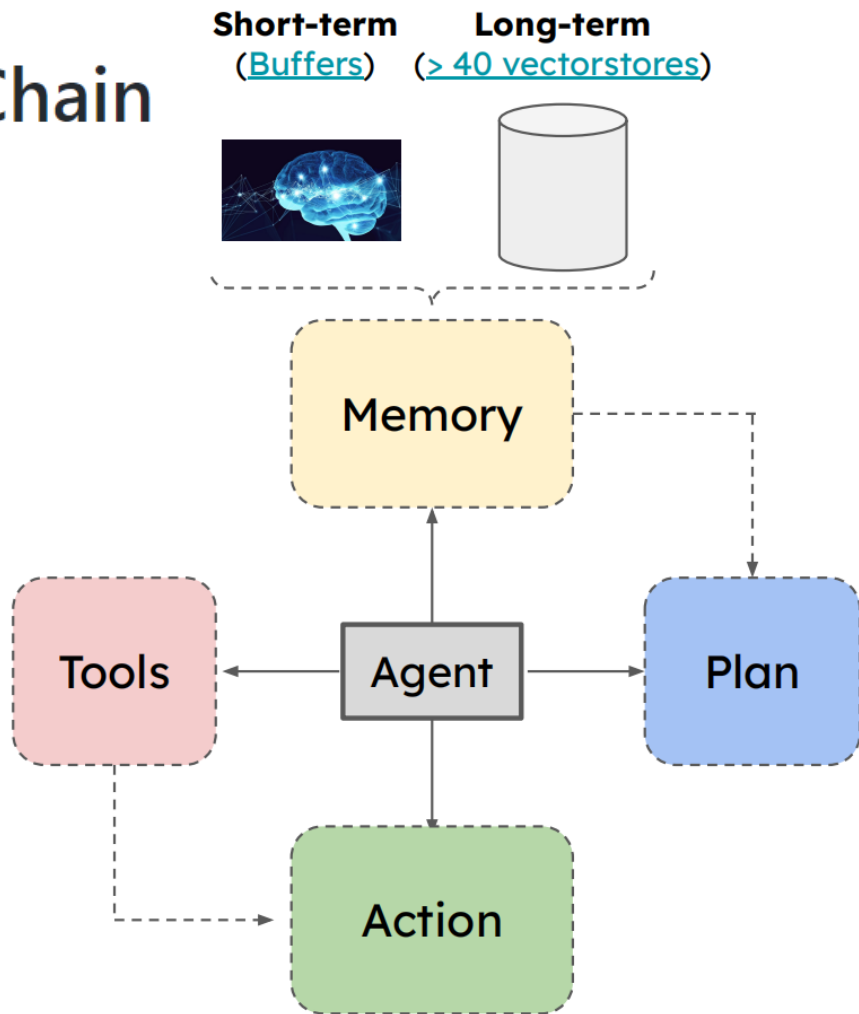 Short-term Long-term
(Buffers) (> 40 vectorstores)
Chain
Memory
Tools
Agent
Plan
Action